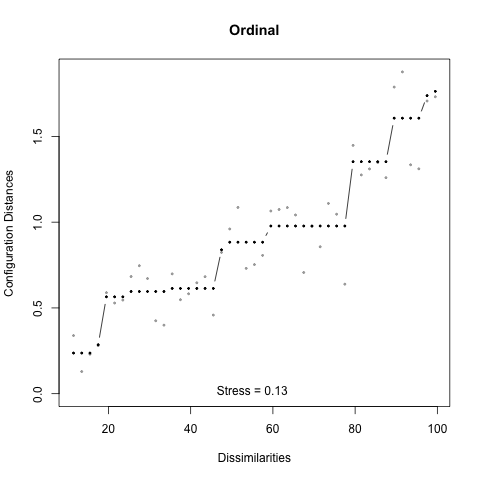 Ordinal
Configuration Distances
1.5
1.0
0.5
0.0
Stress = 0.13
20 40 60 80 100
Dissimilarities